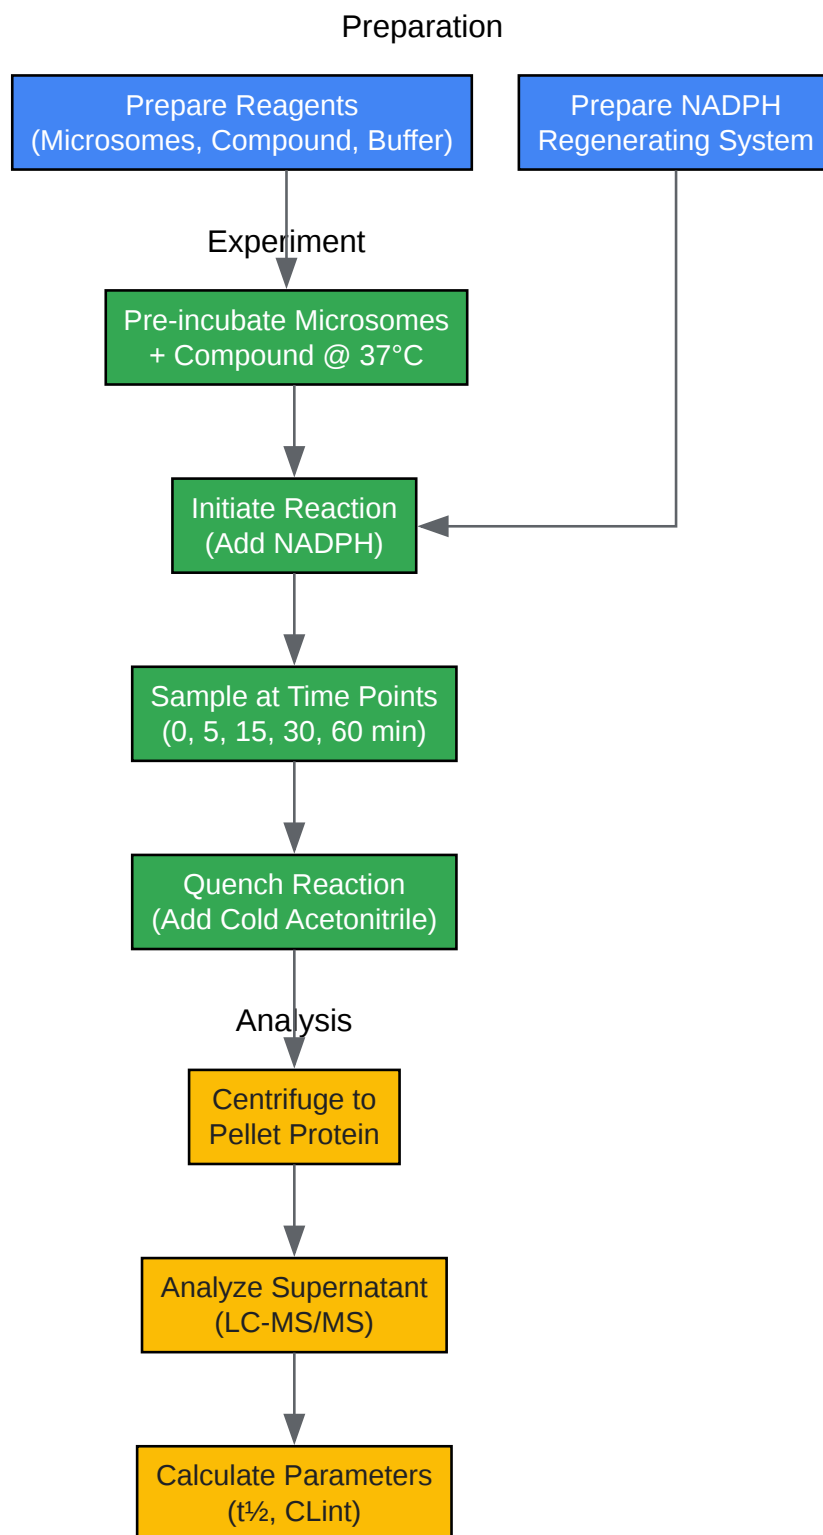 Preparation
Prepare Reagents
(Microsomes, Compound, Buffer)
Prepare NADPH
Regenerating System
Experiment
Pre-incubate Microsomes
+ Compound @ 37°C
Initiate Reaction
(Add NADPH)
Sample at Time Points
(0, 5, 15, 30, 60 min)
Quench Reaction
(Add Cold Acetonitrile)
Analysis
Centrifuge to
Pellet Protein
Analyze Supernatant
(LC-MS/MS)
Calculate Parameters
(t½, CLint)